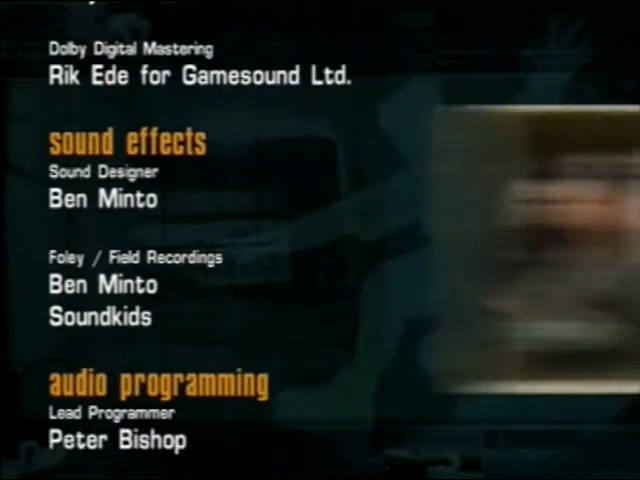 Dolby Digital Mastering
Rik Ede for Gamesound Ltd.
sound effects
Sound Designer
Ben Minto
Foley / Field Recordings
Ben Minto
Soundkids
audio programming
Lead Programmer
Peter Bishop